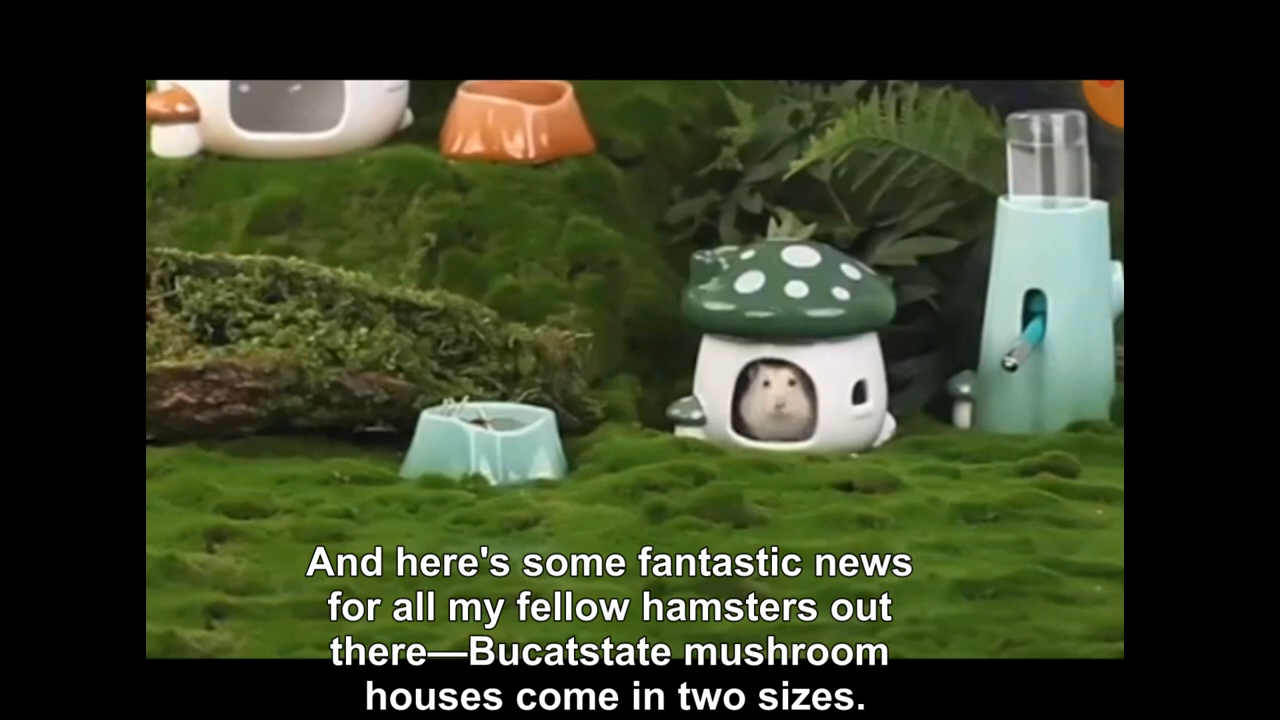 And here's some fantastic news
for all my fellow hamsters out
there—Bucatstate mushroom
houses come in two sizes.